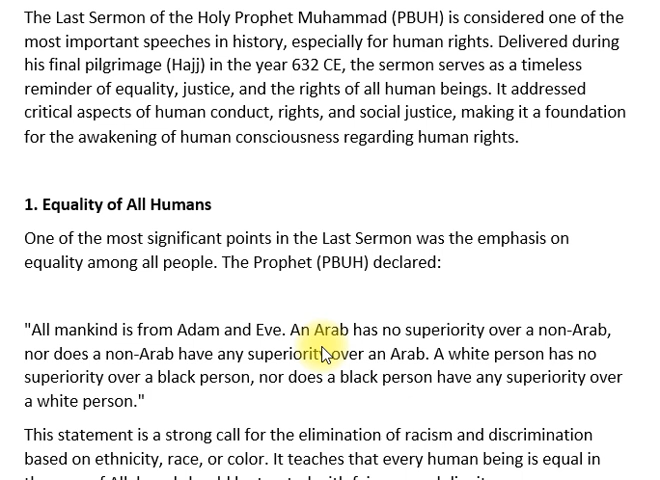 The Last Sermon of the Holy Prophet Muhammad (PBUH) is considered one of the
most important speeches in history, especially for human rights. Delivered during
his final pilgrimage (Hajj) in the year 632 CE, the sermon serves as a timeless
reminder of equality, justice, and the rights of all human beings. It addressed
critical aspects of human conduct, rights, and social justice, making it a foundation
for the awakening of human consciousness regarding human rights.
1. Equality of All Humans
One of the most significant points in the Last Sermon was the emphasis on
equality among all people. The Prophet (PBUH) declared:
"All mankind is from Adam and Eve. An Arab has no superiority over a non-Arab,
nor does a non-Arab have any superiority over an Arab. A white person has no
superiority over a black person, nor does a black person have any superiority over
a white person."
This statement is a strong call for the elimination of racism and discrimination
based on ethnicity, race, or color. It teaches that every human being is equal in